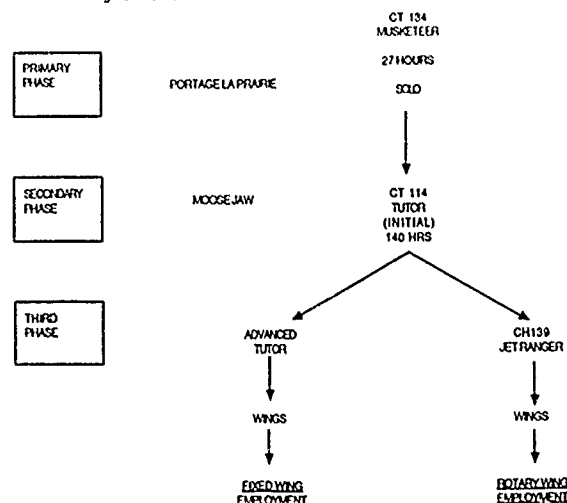 CT 134
MUSKETEER
27 HOURS
SOLO
PRIMARY
PHASE
PORTAGE LA PRAIRIE
SECONDARY
PHASE
MOOSE JAW
CT 114
TUTOR
(INITIAL)
140 HRS
THIRD
PHASE
ADVANCED
TUTOR
CH139
JET RANGER
WINGS
WINGS
FIXED WING
EMPLOYMENT
ROTARY WING
EMPLOYMENT